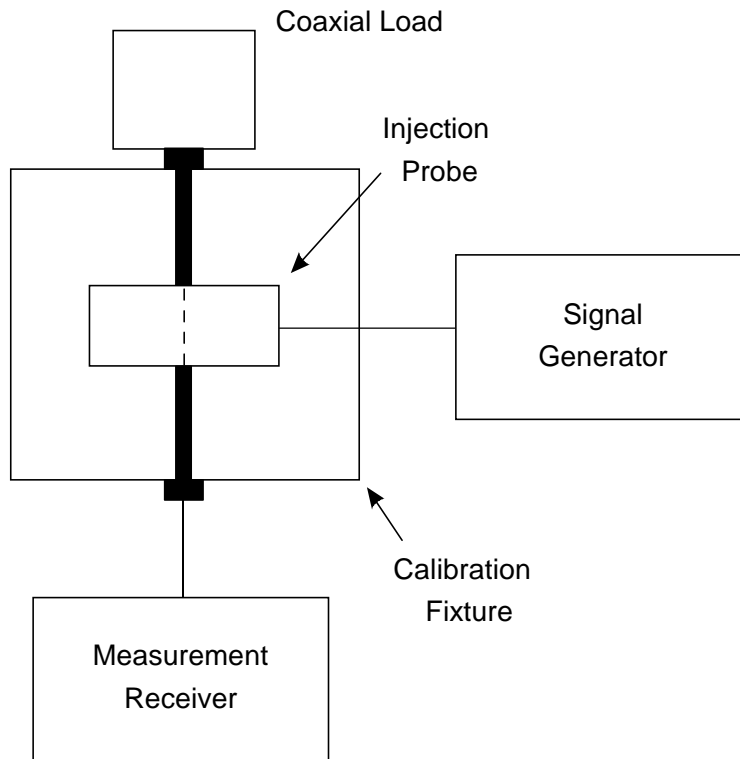 Coaxial Load
Injection
Probe
Signal
Generator
Calibration
Fixture
Measurement
Receiver